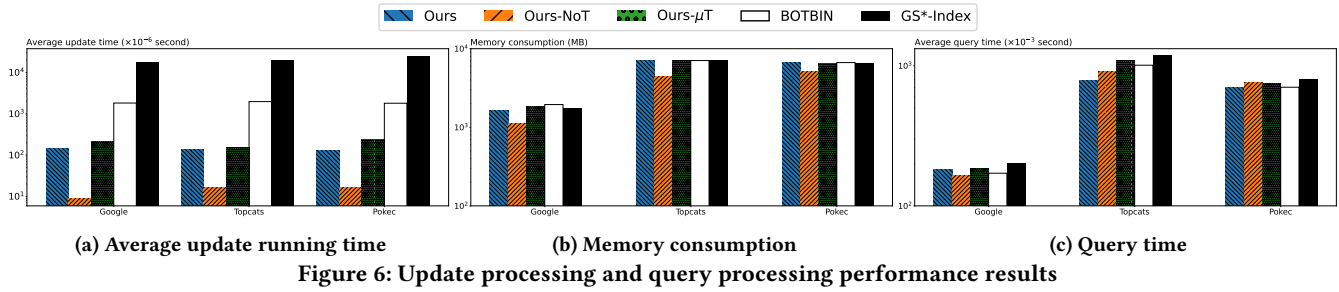 Ours Ours-NoT Ours-μT BOTBIN GS*-Index
Average update time (×10⁻⁶ second)
10⁴
10³
10²
10¹
Google Topcats Pokec
(a) Average update running time
Memory consumption (MB)
10⁴
10³
10²
Google Topcats Pokec
(b) Memory consumption
Average query time (×10⁻³ second)
10³
10²
Google Topcats Pokec
(c) Query time
Figure 6: Update processing and query processing performance results